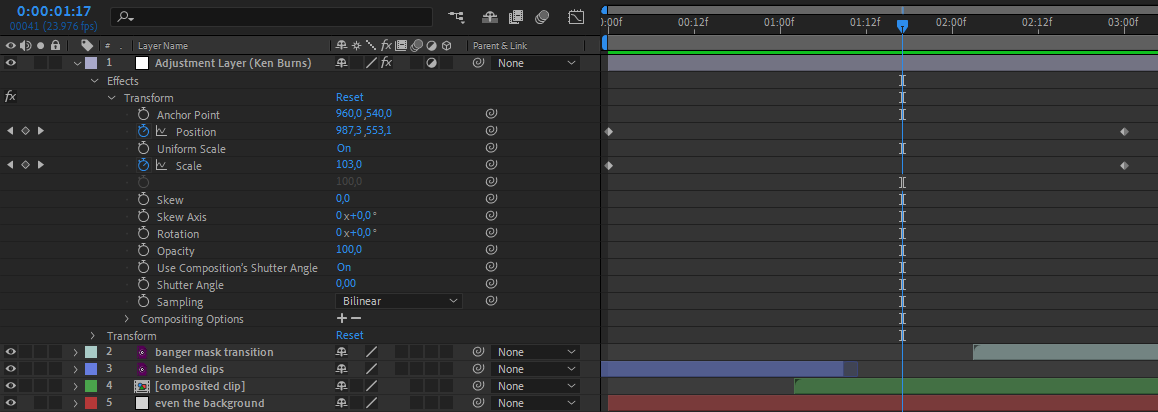 0:00:01:17
00041 (23.976 fps)
:00f 00:12f 01:00f 01:12f 02:00f 02:12f 03:00f
# . Layer Name fx Parent & Link
1 Adjustment Layer (Ken Burns) fx None
Effects
fx Transform Reset
Anchor Point 960,0,540,0
Position 987,3,553,1
Uniform Scale On
Scale 103,0
100,0
Skew 0,0
Skew Axis 0x+0,0°
Rotation 0x+0,0°
Opacity 100,0
Use Composition's Shutter Angle On
Shutter Angle 0,00
Sampling Bilinear
Compositing Options + −
Transform Reset
2 banger mask transition None
3 blended clips None
4 [composited clip] None
5 even the background None